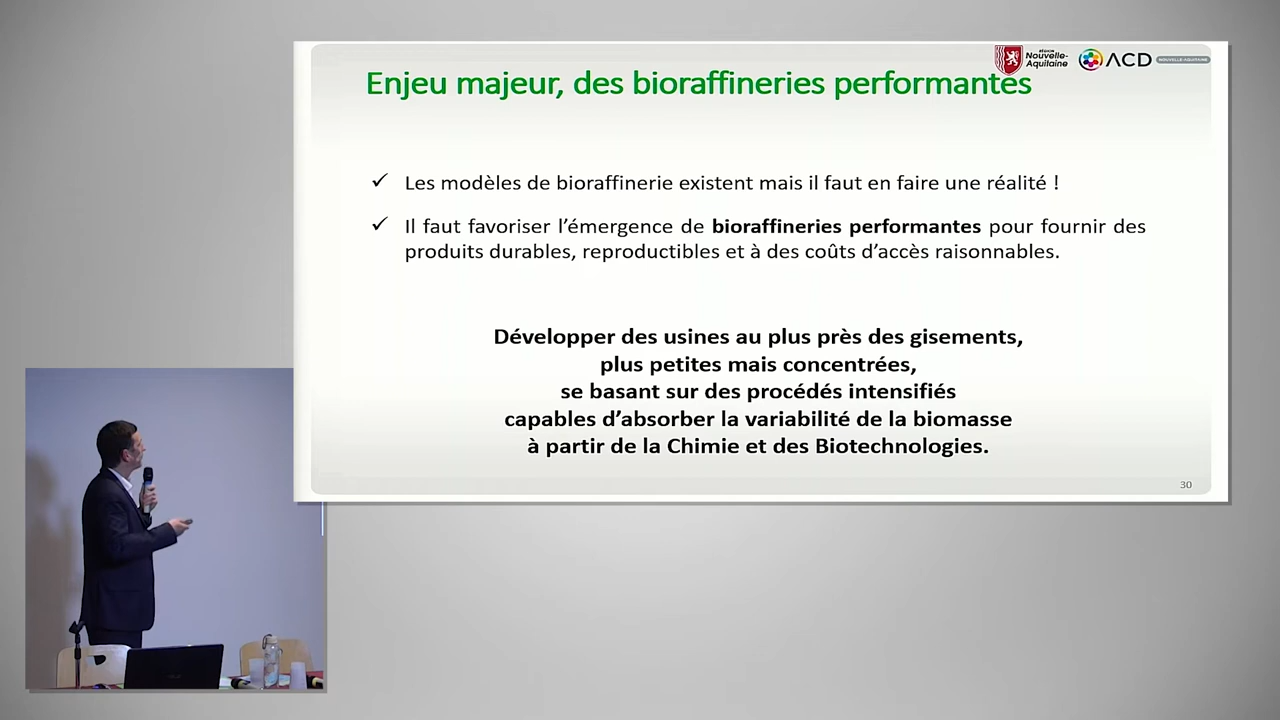 RÉGION
Nouvelle-
Aquitaine
ACD
NOUVELLE-AQUITAINE
Enjeu majeur, des bioraffineries performantes
✓ Les modèles de bioraffinerie existent mais il faut en faire une réalité !
✓ Il faut favoriser l’émergence de bioraffineries performantes pour fournir des
produits durables, reproductibles et à des coûts d’accès raisonnables.
Développer des usines au plus près des gisements,
plus petites mais concentrées,
se basant sur des procédés intensifiés
capables d’absorber la variabilité de la biomasse
à partir de la Chimie et des Biotechnologies.
30